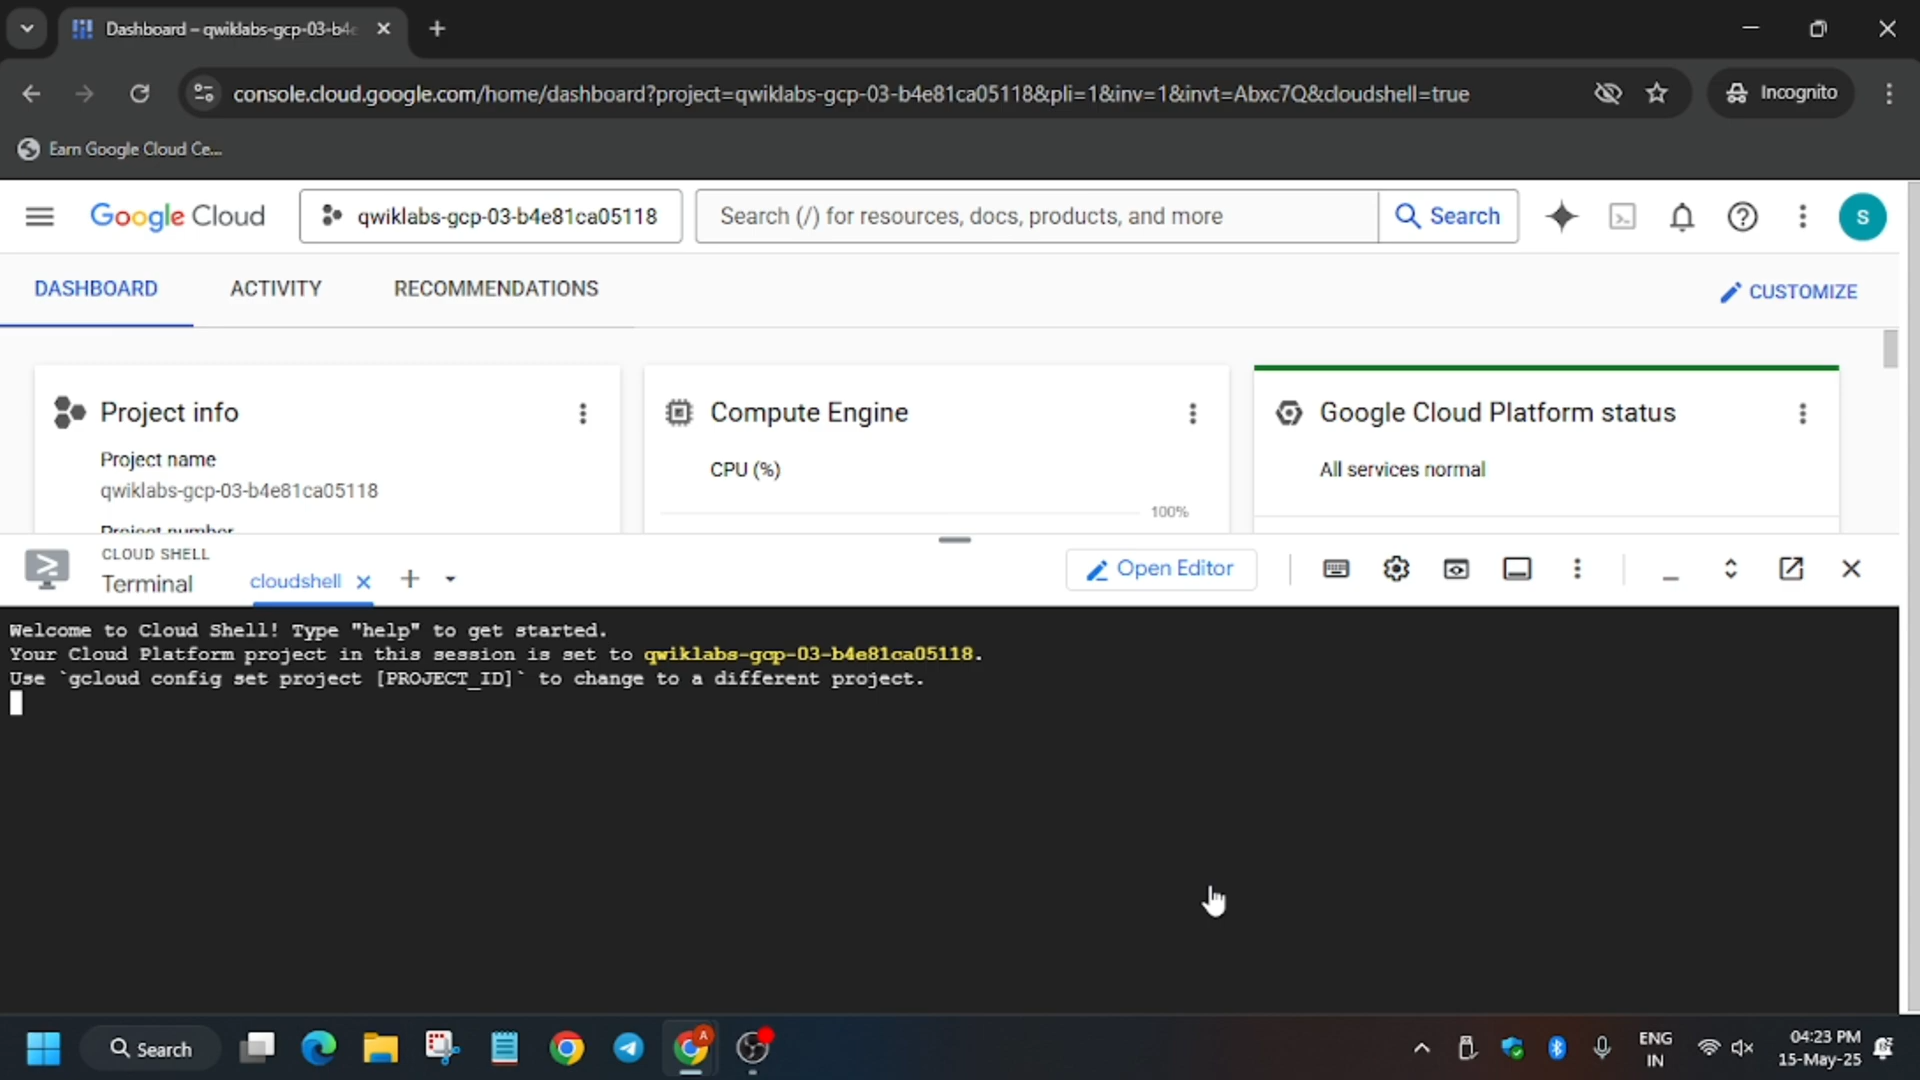 Dashboard – qwiklabs-gcp-03-b4e
console.cloud.google.com/home/dashboard?project=qwiklabs-gcp-03-b4e81ca05118&pli=1&inv=1&invt=Abxc7Q&cloudshell=true
Incognito
Earn Google Cloud Ce...
Google Cloud
qwiklabs-gcp-03-b4e81ca05118
Search (/) for resources, docs, products, and more
Search
S
DASHBOARD
ACTIVITY
RECOMMENDATIONS
CUSTOMIZE
Project info
Project name
qwiklabs-gcp-03-b4e81ca05118
Project number
Compute Engine
CPU (%)
100%
Google Cloud Platform status
All services normal
CLOUD SHELL
Terminal
cloudshell
Open Editor
Welcome to Cloud Shell! Type "help" to get started.
Your Cloud Platform project in this session is set to qwiklabs-gcp-03-b4e81ca05118.
Use `gcloud config set project [PROJECT_ID]` to change to a different project.
Search
A
ENG
IN
04:23 PM
15-May-25